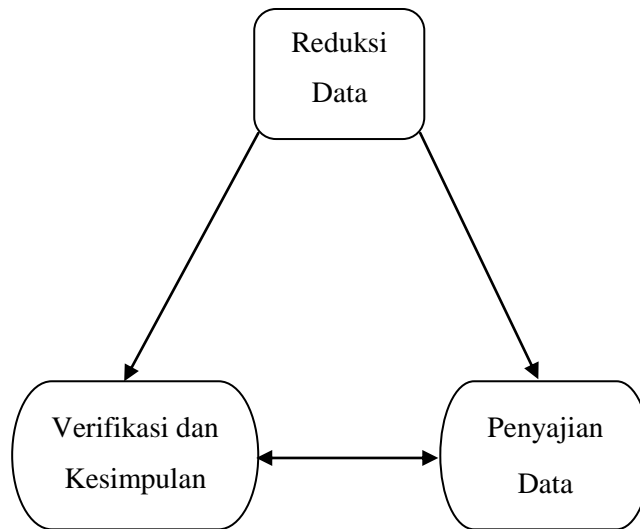 Reduksi
Data
Verifikasi dan
Kesimpulan
Penyajian
Data